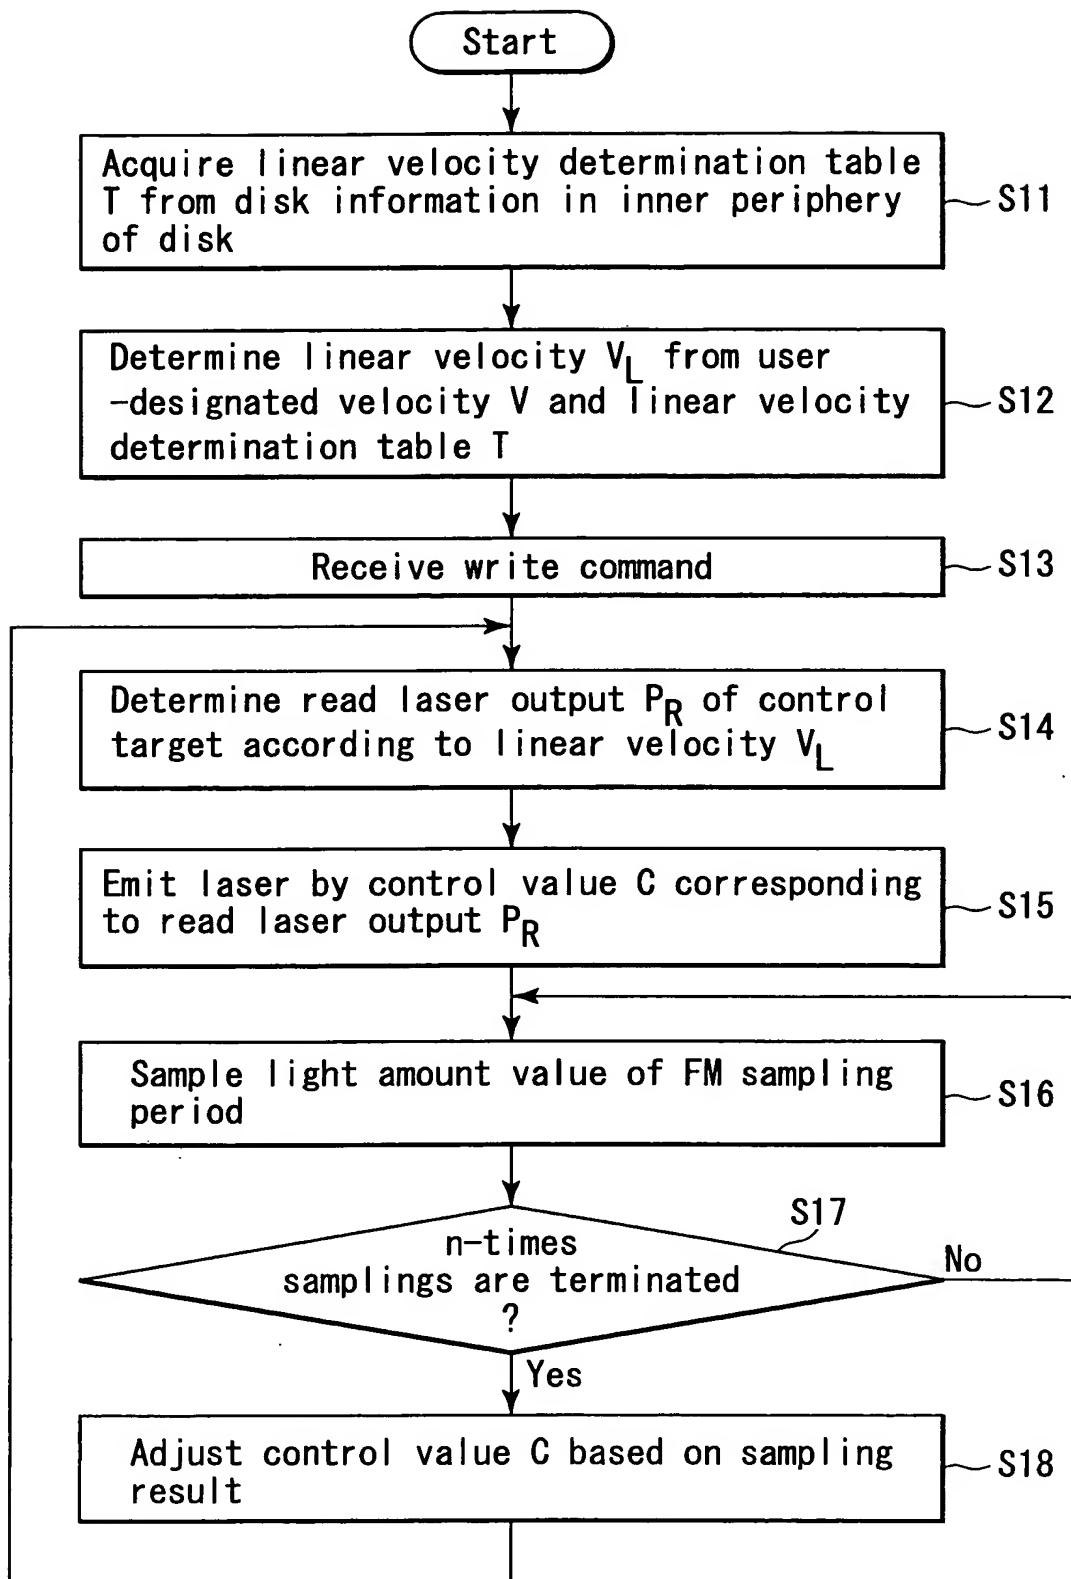 Start
Acquire linear velocity determination table
T from disk information in inner periphery
of disk
S11
Determine linear velocity VL from user
-designated velocity V and linear velocity
determination table T
S12
Receive write command
S13
Determine read laser output PR of control
target according to linear velocity VL
S14
Emit laser by control value C corresponding
to read laser output PR
S15
Sample light amount value of FM sampling
period
S16
S17
n-times
samplings are terminated
?
No
Yes
Adjust control value C based on sampling
result
S18